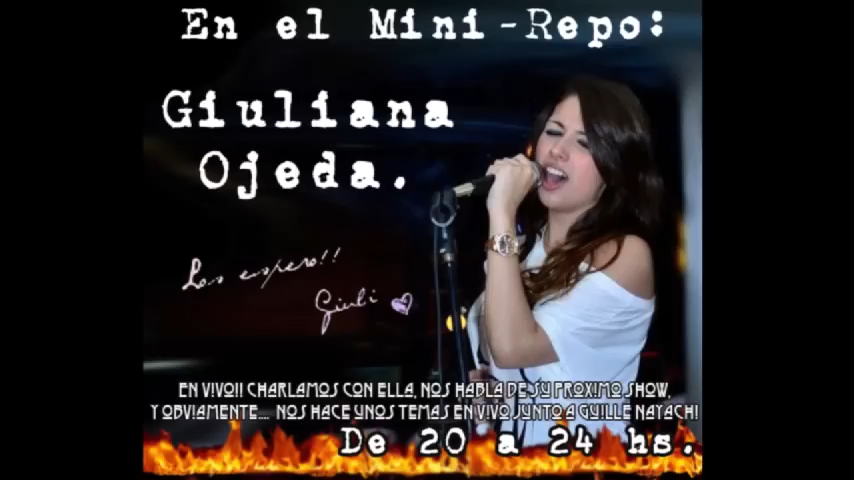 En el Mini-Repo:
Giuliana
Ojeda.
Los espero!!
Giuli
EN VIVO!! CHARLAMOS CON ELLA, NOS HABLA DE SU PROXIMO SHOW,
Y OBVIAMENTE.... NOS HACE UNOS TEMAS EN VIVO JUNTO A GUILLE NAYACHI
De 20 a 24 hs.